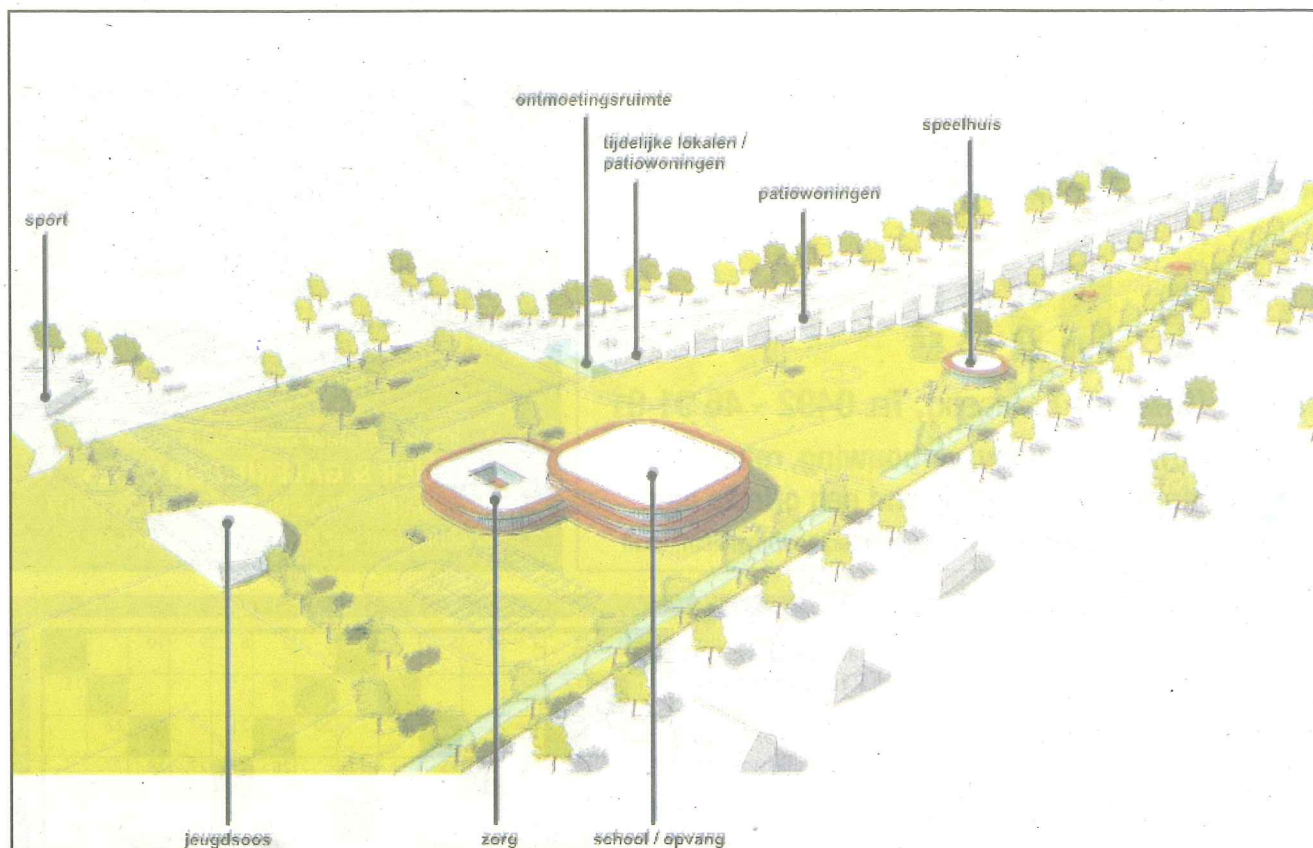 ontmoetingsruimte
tijdelijke lokalen /
patiowoningen
speelhuis
patiowoningen
sport
jeugdsoos
zorg
school / opvang